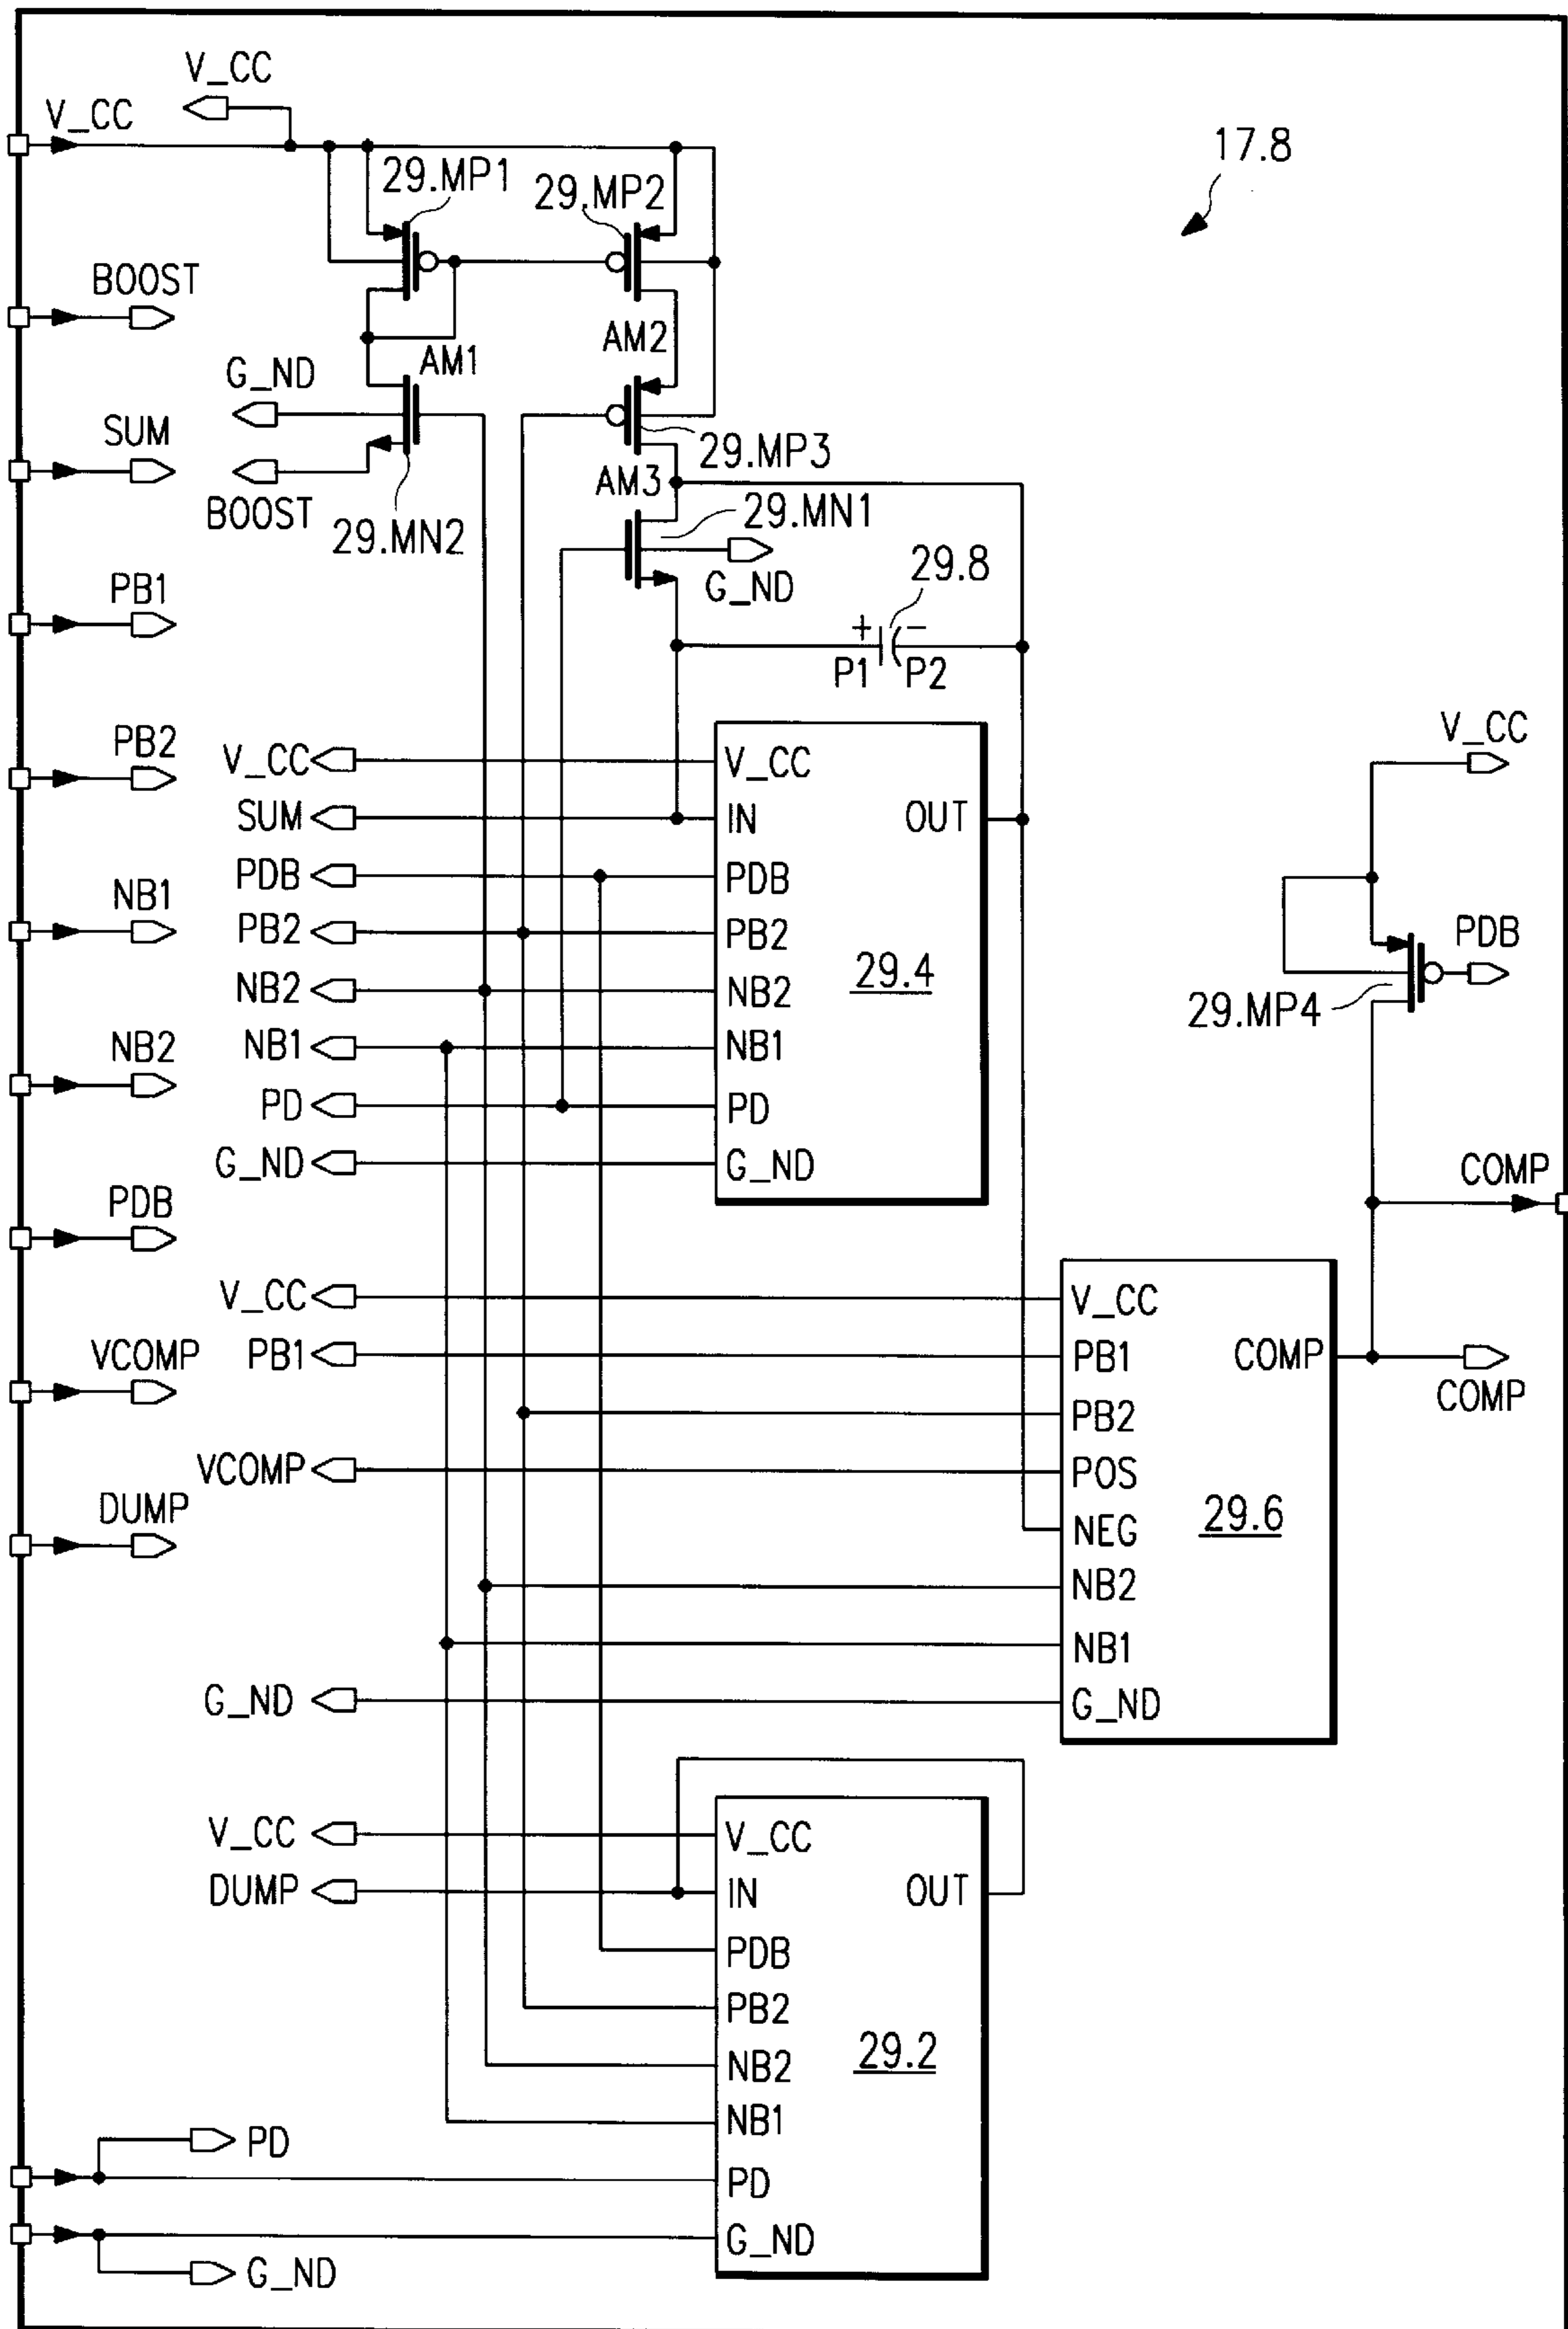 V_CC
V_CC
17.8
29.MP1
29.MP2
BOOST
AM1
AM2
G_ND
SUM
29.MP3
BOOST
AM3
29.MN2
29.MN1
G_ND
29.8
PB1
+ −
P1 P2
PB2
V_CC
V_CC
V_CC
SUM
IN
OUT
PDB
PDB
PDB
NB1
PB2
PB2
29.4
NB2
NB2
29.MP4
NB2
NB1
NB1
PD
PD
G_ND
G_ND
COMP
PDB
V_CC
V_CC
VCOMP
PB1
PB1
COMP
COMP
PB2
VCOMP
POS
DUMP
NEG
29.6
NB2
NB1
G_ND
G_ND
V_CC
V_CC
DUMP
IN
OUT
PDB
PB2
29.2
NB2
NB1
PD
PD
G_ND
G_ND